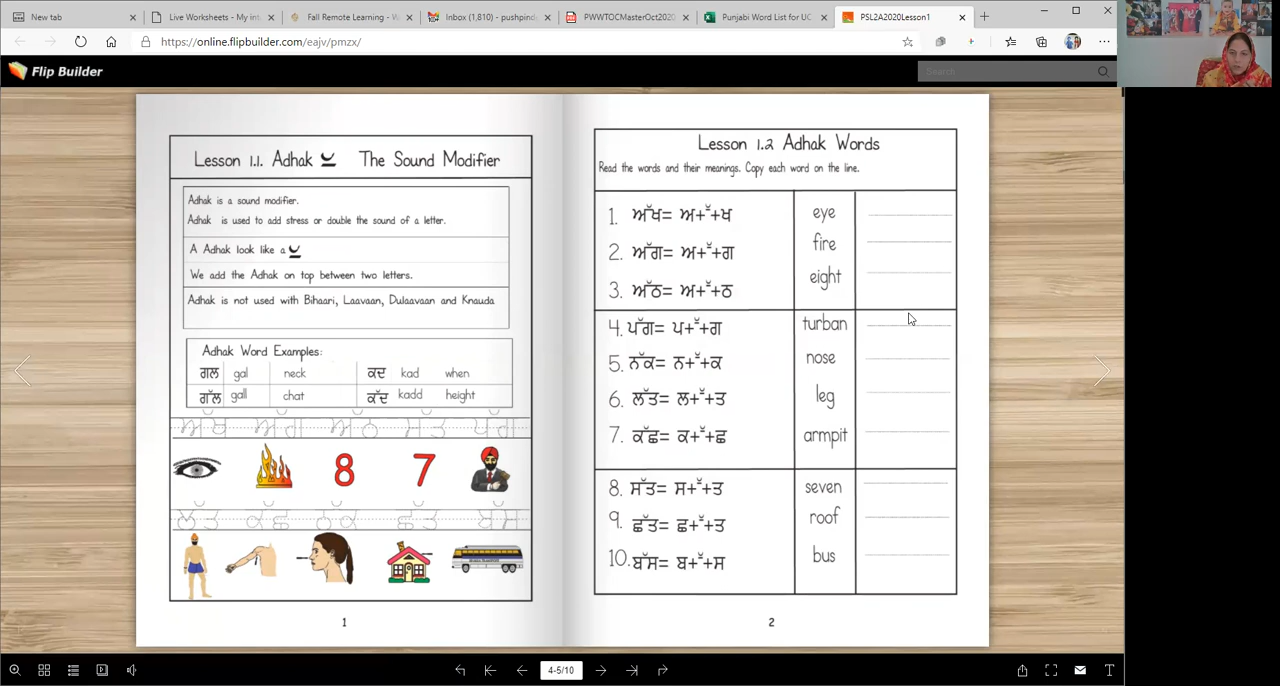 New tab
Live Worksheets - My int
Fall Remote Learning - W
Inbox (1,810) - pushpind
PWWTOCMasterOct2020
Punjabi Word List for UC
PSL2A2020Lesson1
https://online.flipbuilder.com/eajv/pmzx/
Flip Builder
Search
Lesson 1.1. Adhak ੱ The Sound Modifier
Adhak is a sound modifier.
Adhak is used to add stress or double the sound of a letter.
A Adhak look like a ੱ
We add the Adhak on top between two letters.
Adhak is not used with Bihaari, Laavaan, Dulaavaan and Knauda
Adhak Word Examples:
ਗਲ gal neck ਕਦ kad when
ਗੱਲ gall chat ਕੱਦ kadd height
8 7
1
Lesson 1.2 Adhak Words
Read the words and their meanings. Copy each word on the line.
1. ਅੱਖ= ਅ+ੱ+ਖ eye
2. ਅੱਗ= ਅ+ੱ+ਗ fire
3. ਅੱਠ= ਅ+ੱ+ਠ eight
4. ਪੱਗ= ਪ+ੱ+ਗ turban
5. ਨੱਕ= ਨ+ੱ+ਕ nose
6. ਲੱਤ= ਲ+ੱ+ਤ leg
7. ਕੱਛ= ਕ+ੱ+ਛ armpit
8. ਸੱਤ= ਸ+ੱ+ਤ seven
9. ਛੱਤ= ਛ+ੱ+ਤ roof
10. ਬੱਸ= ਬ+ੱ+ਸ bus
2
4-5/10